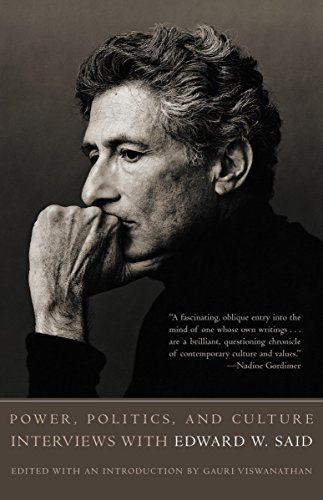 "A fascinating, oblique entry into the
mind of one whose own writings . . .
are a brilliant, questioning chronicle
of contemporary culture and values."
—Nadine Gordimer
POWER, POLITICS, AND CULTURE
INTERVIEWS WITH EDWARD W. SAID
EDITED WITH AN INTRODUCTION BY GAURI VISWANATHAN